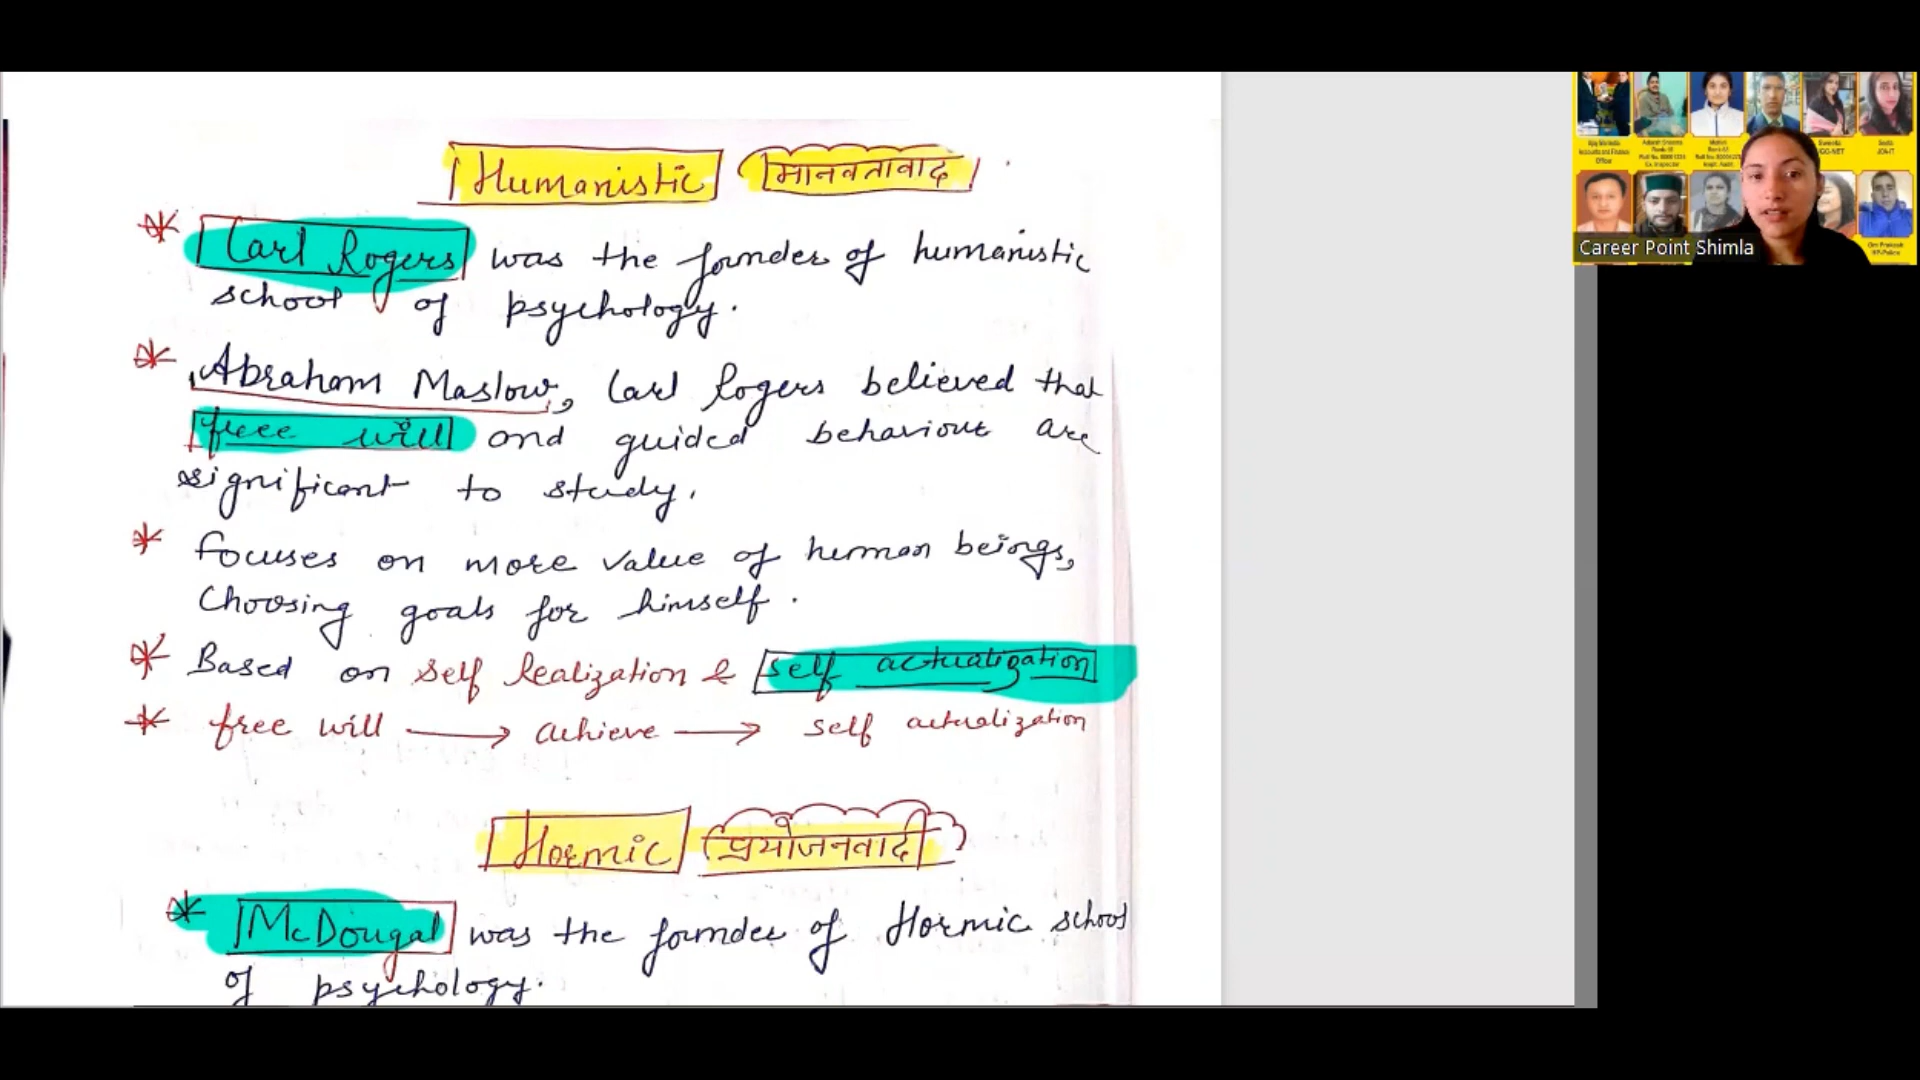 Humanistic मानवतावाद
* Carl Rogers was the founder of humanistic
school of psychology.
* Abraham Maslow, Carl Rogers believed that
free will and guided behaviour are
significant to study.
* focuses on more value of human beings,
Choosing goals for himself.
* Based on self Realization & self actualization
* free will → achieve → self actualization
Hormic प्रयोजनवादी
* McDougal was the founder of Hormic school
of psychology.
Career Point Shimla